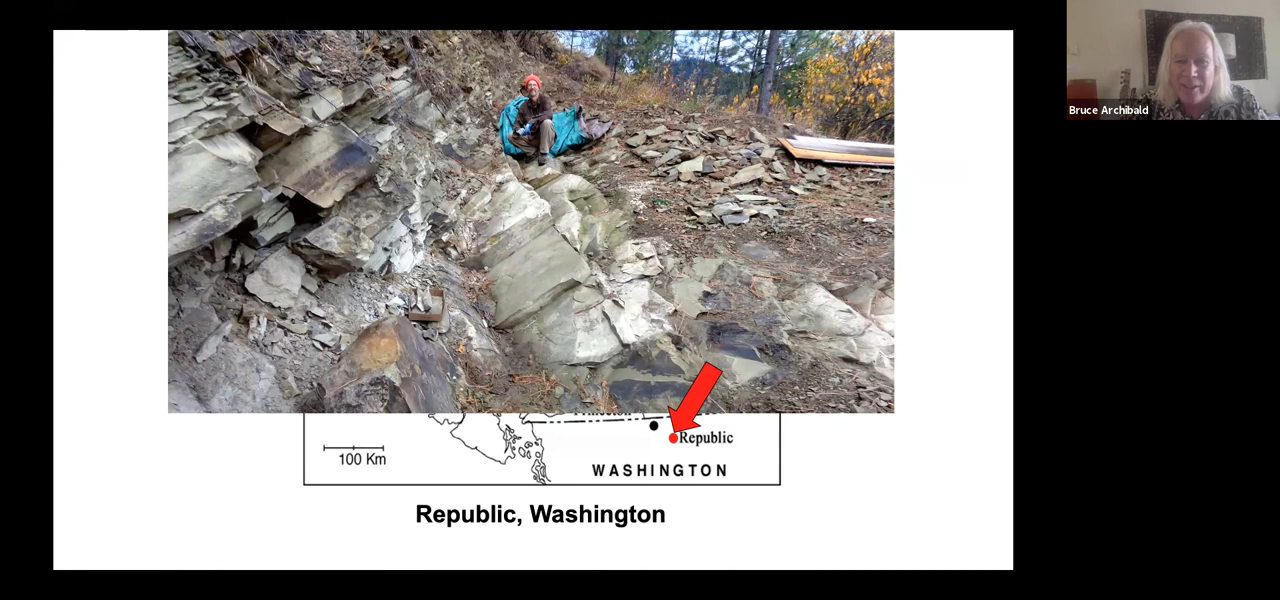 Bruce Archibald
Republic
100 Km
WASHINGTON
Republic, Washington